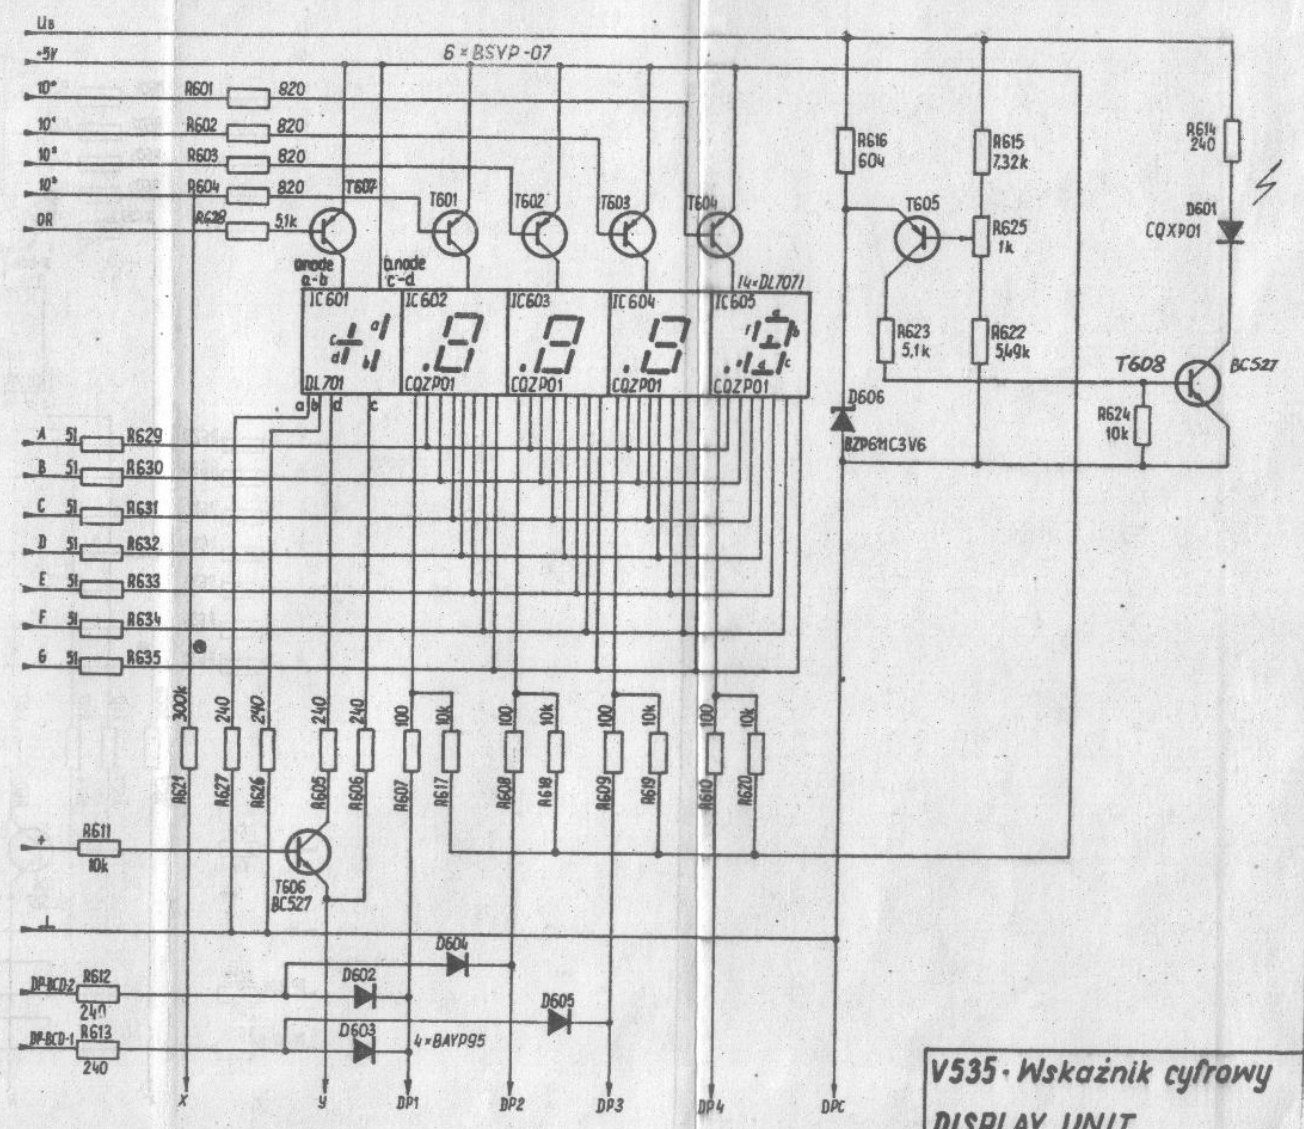 UB
+5V
6 × BSYP-07
10⁰ R601 820
10¹ R602 820
10² R603 820
10³ R604 820
OR R628 5,1k
T607 T601 T602 T603 T604
anode a-b
anode c-d
14×DL7071
IC601 IC602 IC603 IC604 IC605
c a d b
f a b g e d c
DL701 CQZP01 CQZP01 CQZP01 CQZP01
a b d c
R616 604
R615 7,32k
R614 240
T605
R625 1k
D601
CQXP01
R623 5,1k
R622 5,49k
T608
BC527
D606
BZP611C3V6
R624 10k
A 51 R629
B 51 R630
C 51 R631
D 51 R632
E 51 R633
F 51 R634
G 51 R635
300k 240 240 240 240 100 10k 100 10k 100 10k 100 10k
R621 R627 R626 R605 R606 R607 R617 R608 R618 R609 R619 R610 R620
+ R611
10k
T606
BC527
D604
DP-BCD-2 R612
240
D602
D605
DP-BCD-1 R613
240
D603
4×BAYP95
X Y DP1 DP2 DP3 DP4 DPC
V535 · Wskaźnik cyfrowy
DISPLAY UNIT